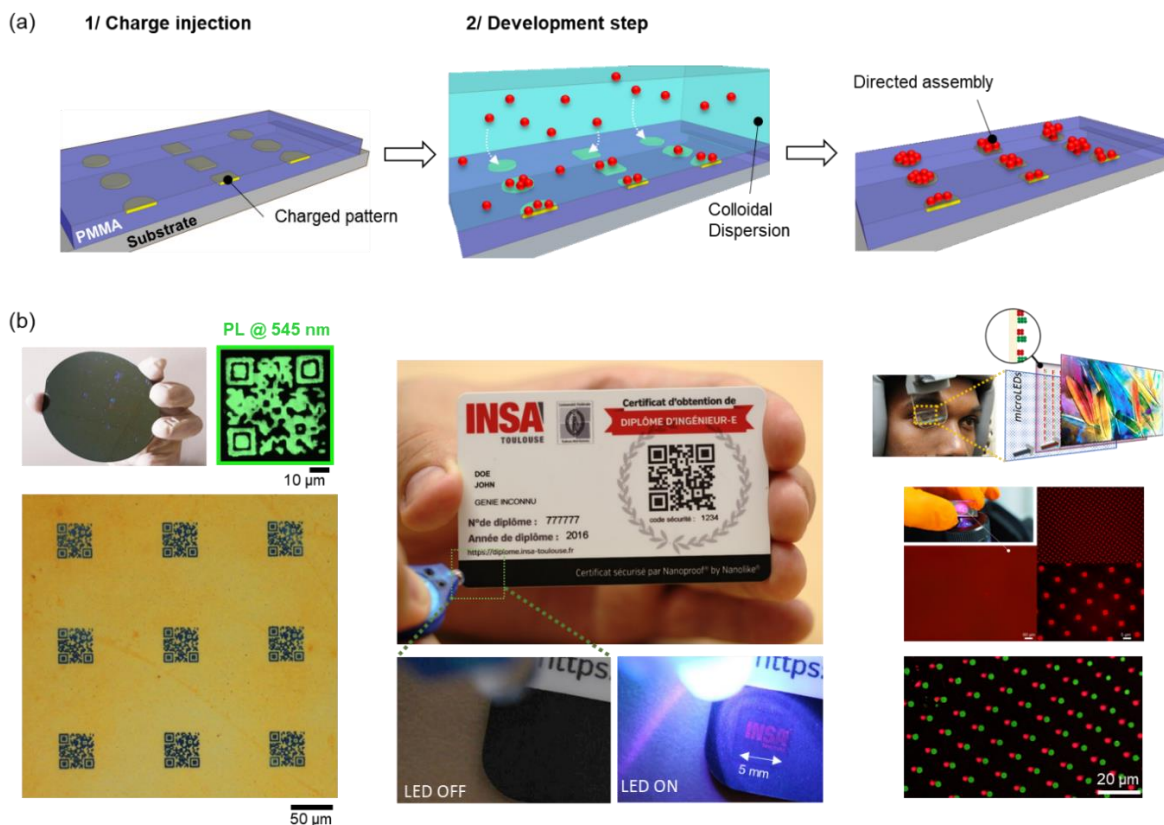 (a)
1/ Charge injection
2/ Development step
PMMA
Substrate
Charged pattern
Colloidal
Dispersion
Directed assembly
(b)
PL @ 545 nm
10 µm
50 µm
INSA
TOULOUSE
Certificat d'obtention de
DIPLÔME D'INGÉNIEUR-E
DOE
JOHN
GENIE INCONNU
N°de diplôme : 777777
Année de diplôme : 2016
https://diplome.insa-toulouse.fr
code sécurité : 1234
Certificat sécurisé par Nanoproof® by Nanolike®
https:
LED OFF
https:/
INSA
5 mm
LED ON
microLEDs
20 µm